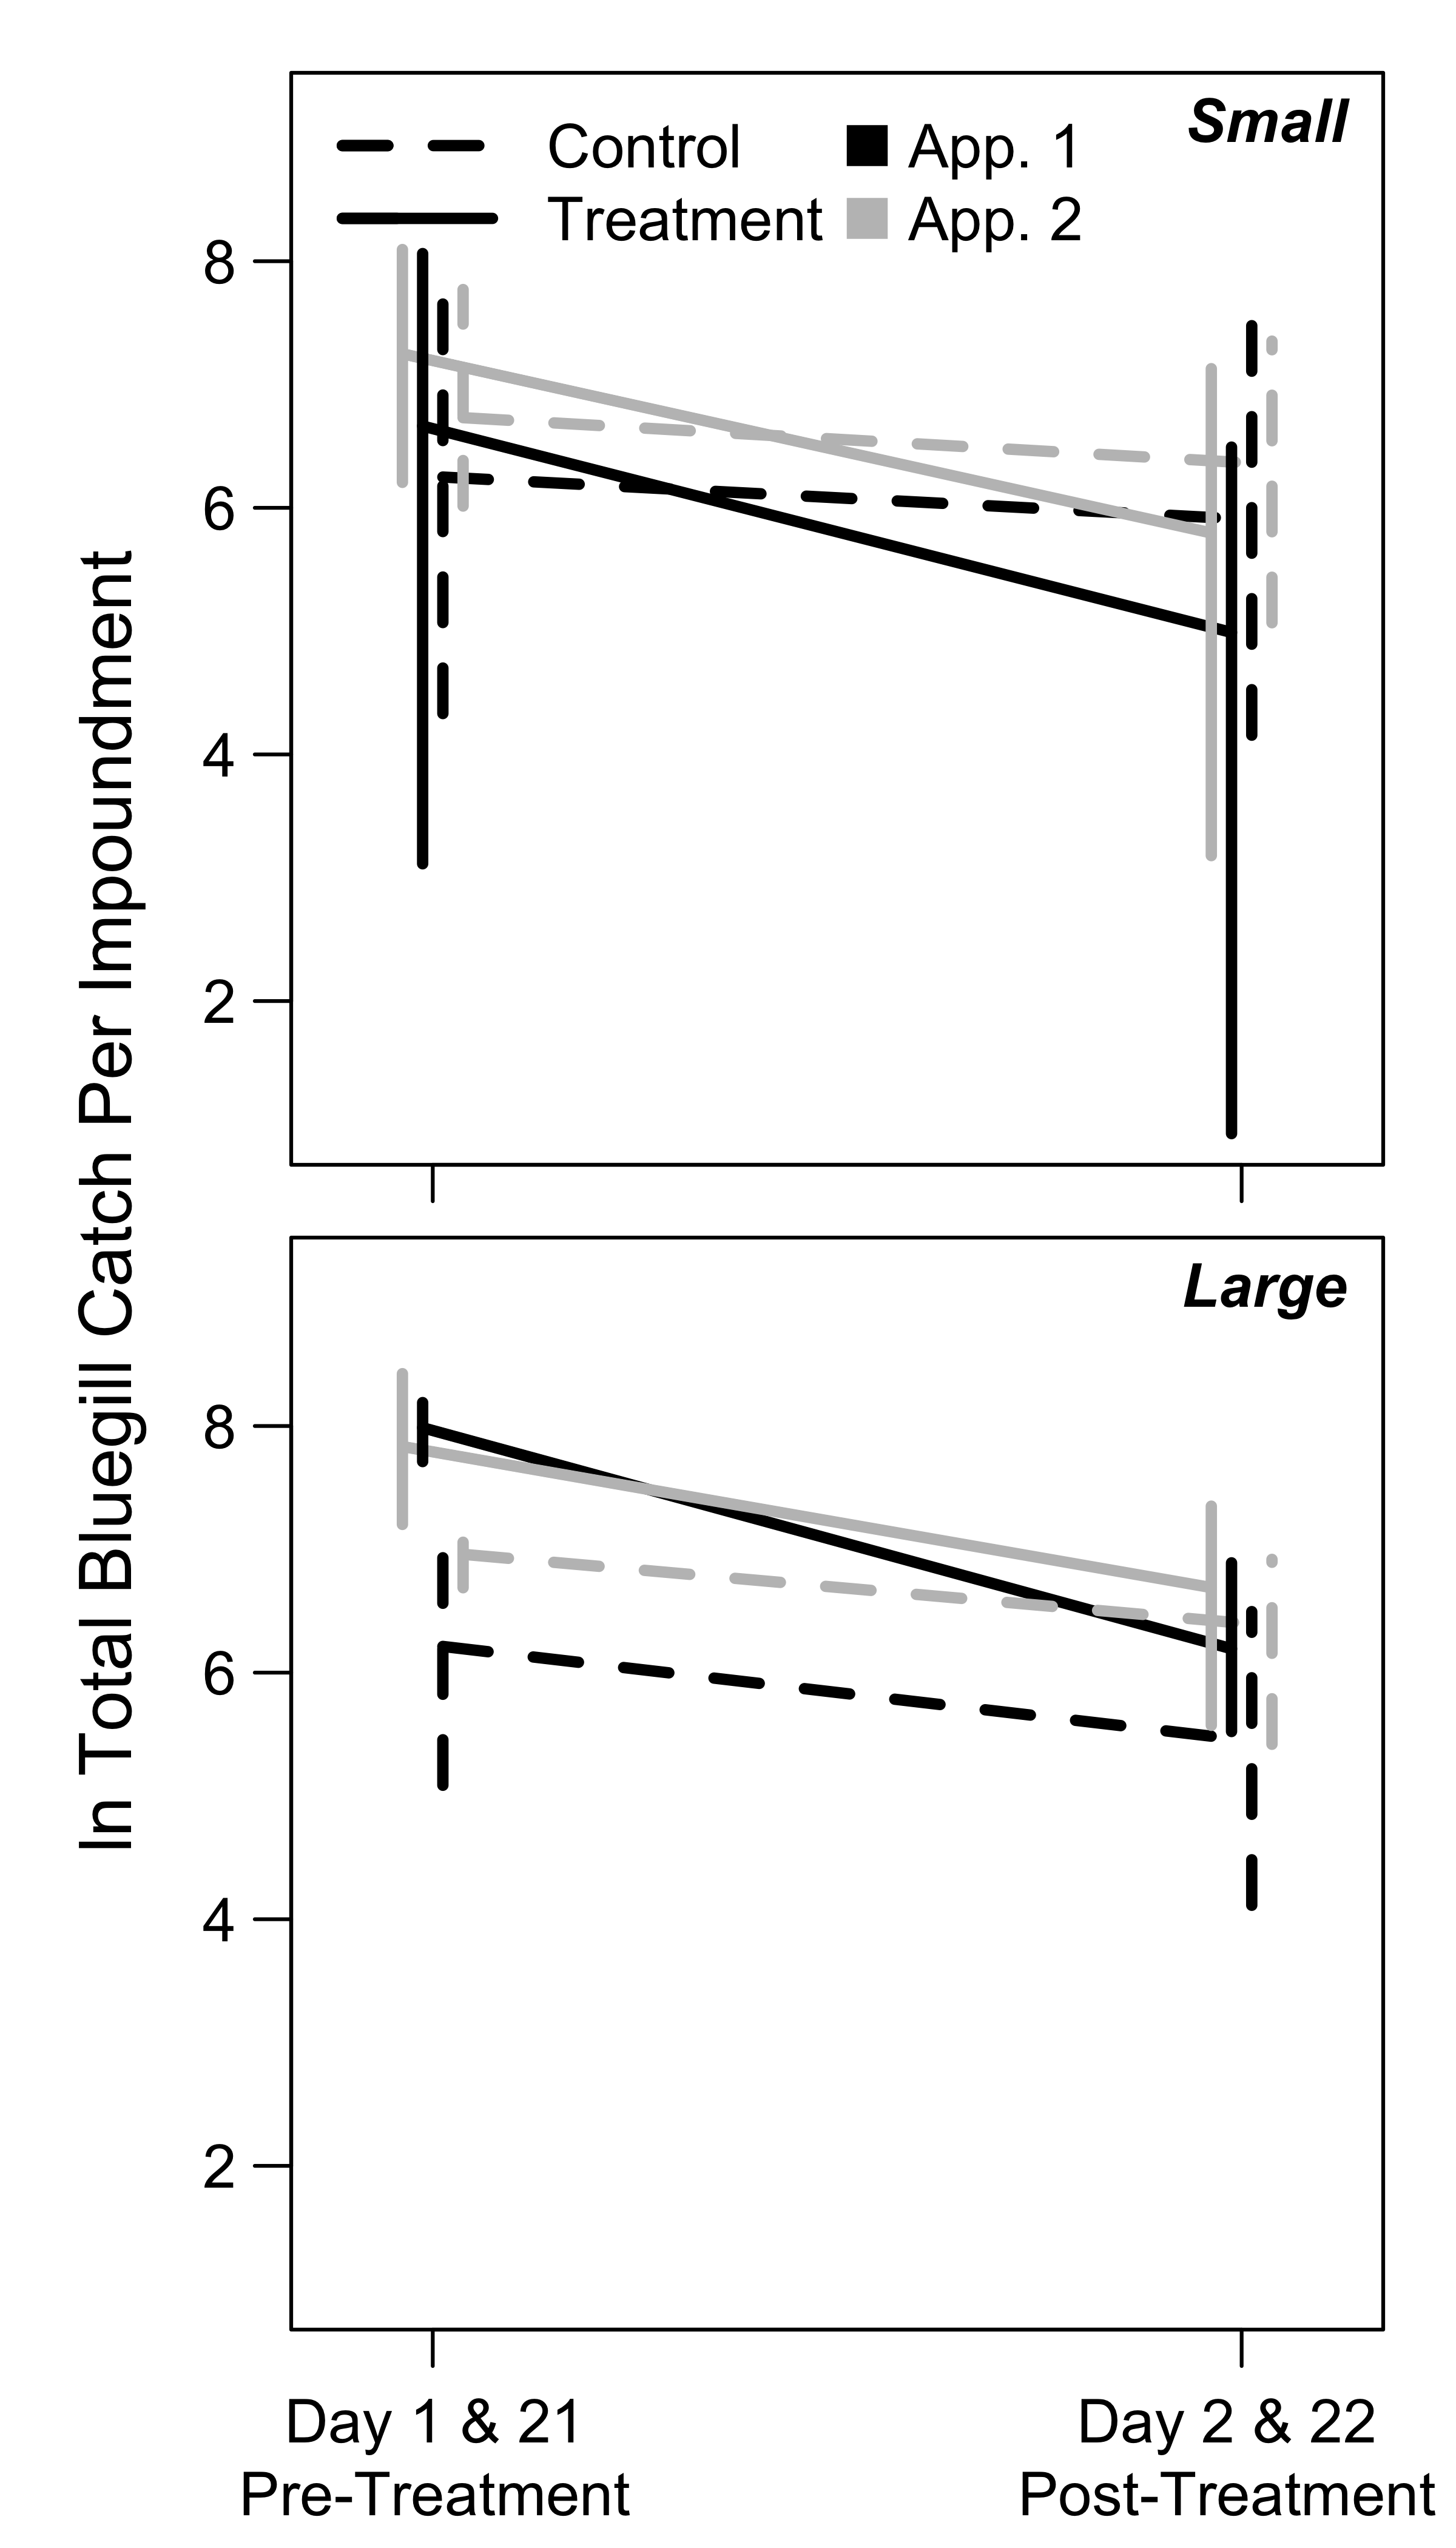 Small
Control
App. 1
Treatment
App. 2
8
6
4
2
ln Total Bluegill Catch Per Impoundment
Large
8
6
4
2
Day 1 & 21
Pre-Treatment
Day 2 & 22
Post-Treatment